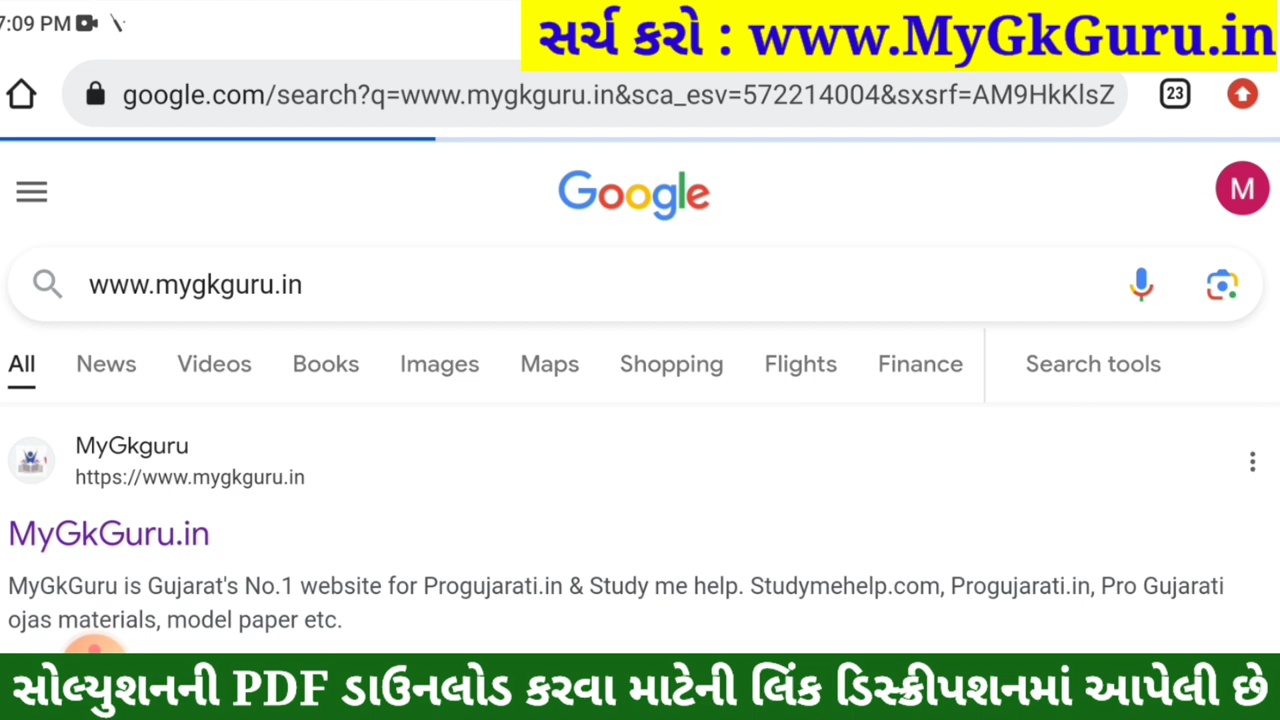 7:09 PM
સર્ચ કરો : www.MyGkGuru.in
google.com/search?q=www.mygkguru.in&sca_esv=572214004&sxsrf=AM9HkKlsZ
23
Google
M
www.mygkguru.in
All News Videos Books Images Maps Shopping Flights Finance Search tools
MyGkguru
https://www.mygkguru.in
MyGkGuru.in
MyGkGuru is Gujarat's No.1 website for Progujarati.in & Study me help. Studymehelp.com, Progujarati.in, Pro Gujarati
ojas materials, model paper etc.
સોલ્યુશનની PDF ડાઉનલોડ કરવા માટેની લિંક ડિસ્ક્રીપશનમાં આપેલી છે